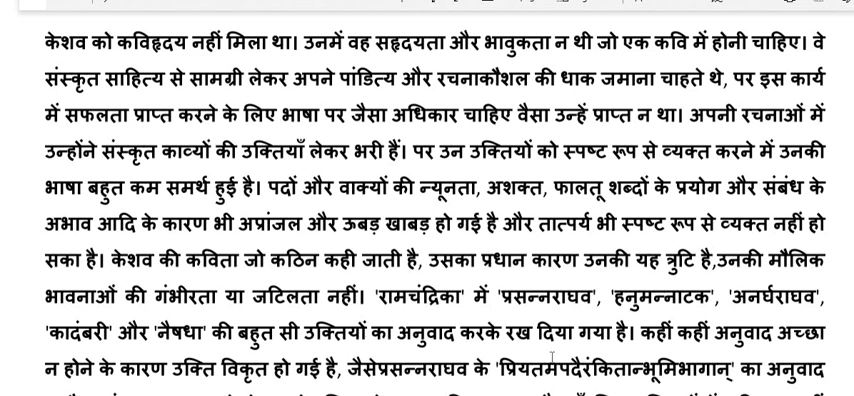 केशव को कविहृदय नहीं मिला था। उनमें वह सहृदयता और भावुकता न थी जो एक कवि में होनी चाहिए। वे
संस्कृत साहित्य से सामग्री लेकर अपने पांडित्य और रचनाकौशल की धाक जमाना चाहते थे, पर इस कार्य
में सफलता प्राप्त करने के लिए भाषा पर जैसा अधिकार चाहिए वैसा उन्हें प्राप्त न था। अपनी रचनाओं में
उन्होंने संस्कृत काव्यों की उक्तियाँ लेकर भरी हैं। पर उन उक्तियों को स्पष्ट रूप से व्यक्त करने में उनकी
भाषा बहुत कम समर्थ हुई है। पदों और वाक्यों की न्यूनता, अशक्त, फालतू शब्दों के प्रयोग और संबंध के
अभाव आदि के कारण भी अप्रांजल और ऊबड़ खाबड़ हो गई है और तात्पर्य भी स्पष्ट रूप से व्यक्त नहीं हो
सका है। केशव की कविता जो कठिन कही जाती है, उसका प्रधान कारण उनकी यह त्रुटि है,उनकी मौलिक
भावनाओं की गंभीरता या जटिलता नहीं। 'रामचंद्रिका' में 'प्रसन्नराघव', 'हनुमन्नाटक', 'अनर्घराघव',
'कादंबरी' और 'नैषधा' की बहुत सी उक्तियों का अनुवाद करके रख दिया गया है। कहीं कहीं अनुवाद अच्छा
न होने के कारण उक्ति विकृत हो गई है, जैसेप्रसन्नराघव के 'प्रियतमपदैरंकितान्भूमिभागान्' का अनुवाद